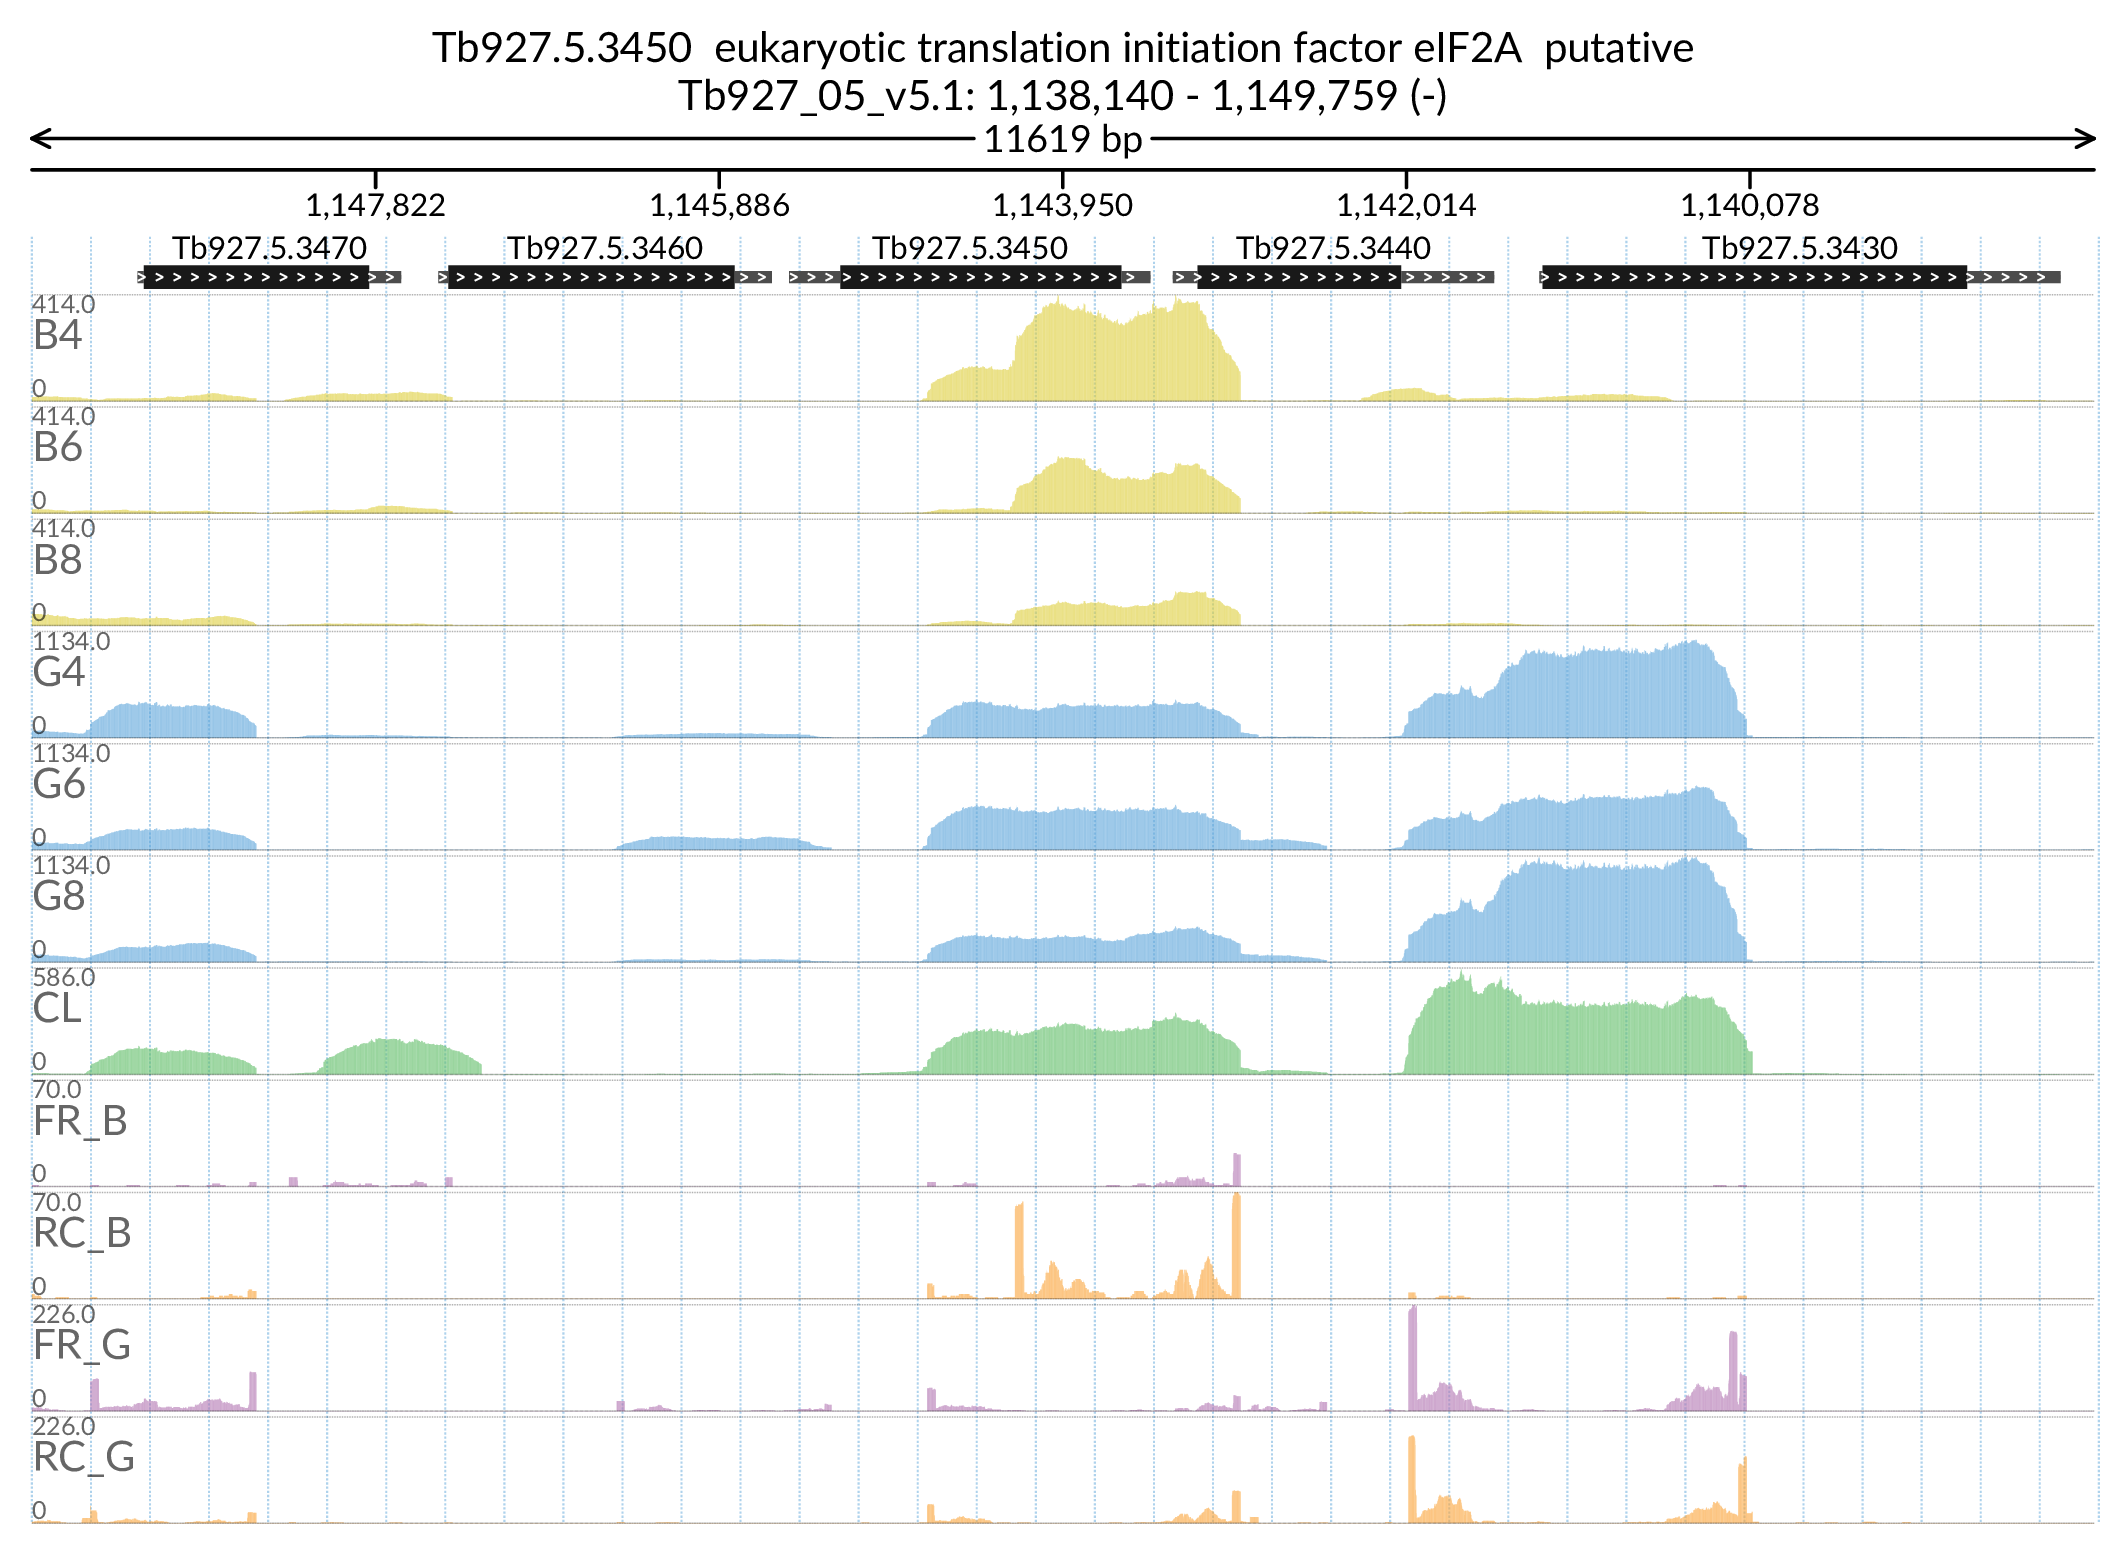 Tb927.5.3450 eukaryotic translation initiation factor eIF2A putative
Tb927_05_v5.1: 1,138,140 - 1,149,759 (-)
11619 bp
1,147,822 1,145,886 1,143,950 1,142,014 1,140,078
Tb927.5.3470 Tb927.5.3460 Tb927.5.3450 Tb927.5.3440 Tb927.5.3430
414.0
B4
0
414.0
B6
0
414.0
B8
0
1134.0
G4
0
1134.0
G6
0
1134.0
G8
0
586.0
CL
0
70.0
FR_B
0
70.0
RC_B
0
226.0
FR_G
0
226.0
RC_G
0